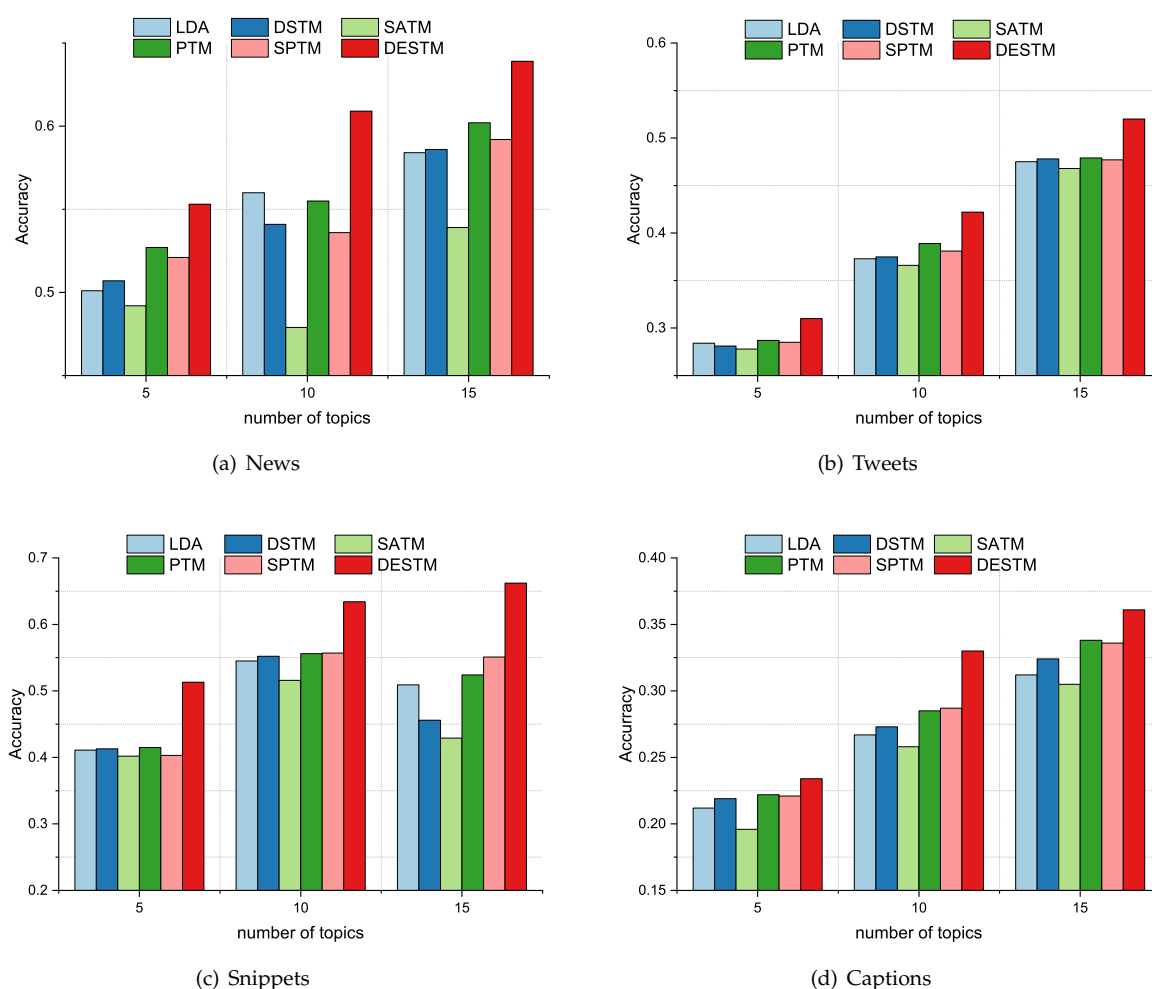 LDA DSTM SATM
PTM SPTM DESTM
0.6
0.5
Accuracy
5 10 15
number of topics
(a) News
LDA DSTM SATM
PTM SPTM DESTM
0.6
0.5
0.4
0.3
Accuracy
5 10 15
number of topics
(b) Tweets
LDA DSTM SATM
PTM SPTM DESTM
0.7
0.6
0.5
0.4
0.3
0.2
Accuracy
5 10 15
number of topics
(c) Snippets
LDA DSTM SATM
PTM SPTM DESTM
0.40
0.35
0.30
0.25
0.20
0.15
Accurracy
5 10 15
number of topics
(d) Captions